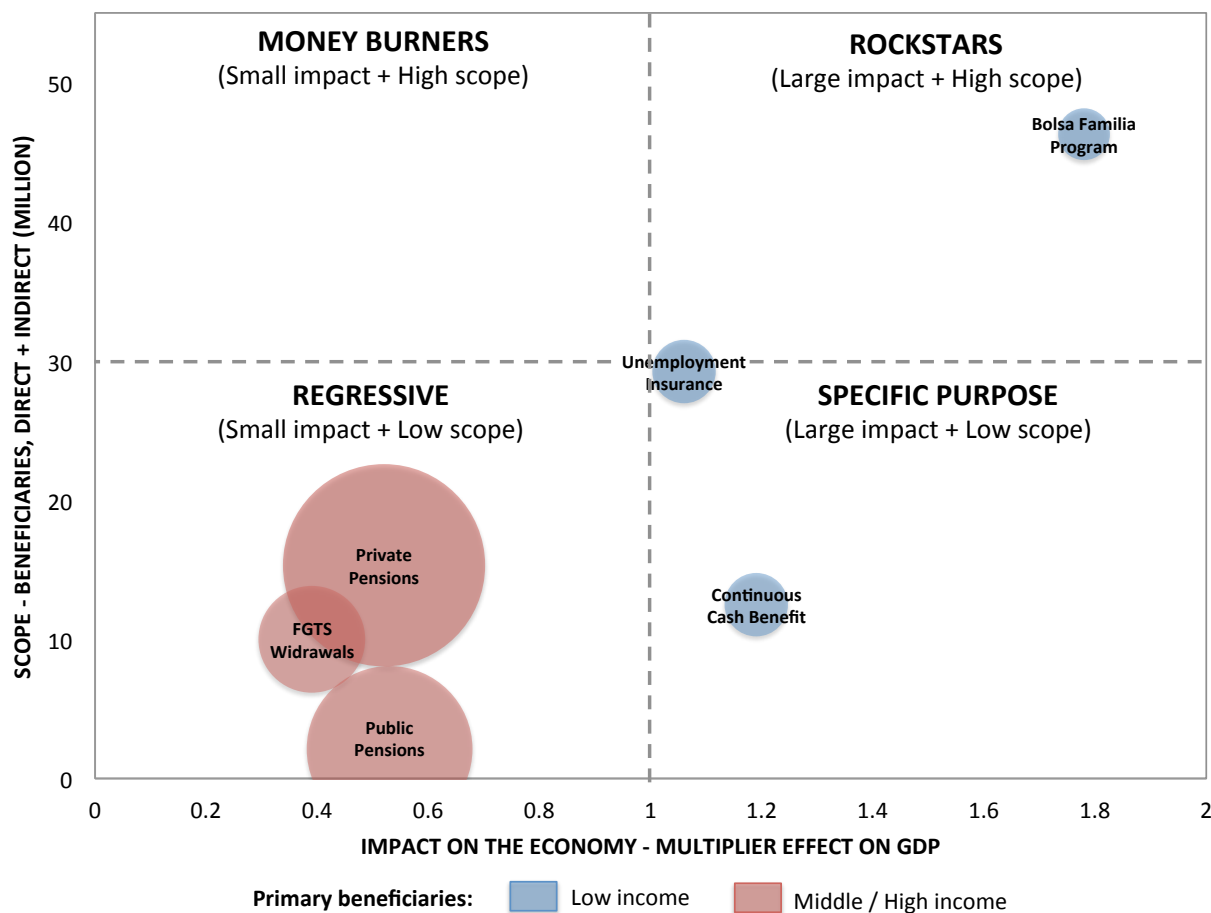 MONEY BURNERS
(Small impact + High scope)
ROCKSTARS
(Large impact + High scope)
Bolsa Familia
Program
Unemployment
Insurance
REGRESSIVE
(Small impact + Low scope)
SPECIFIC PURPOSE
(Large impact + Low scope)
Private
Pensions
FGTS
Widrawals
Public
Pensions
Continuous
Cash Benefit
SCOPE - BENEFICIARIES, DIRECT + INDIRECT (MILLION)
50
40
30
20
10
0
0 0.2 0.4 0.6 0.8 1 1.2 1.4 1.6 1.8 2
IMPACT ON THE ECONOMY - MULTIPLIER EFFECT ON GDP
Primary beneficiaries: Low income Middle / High income